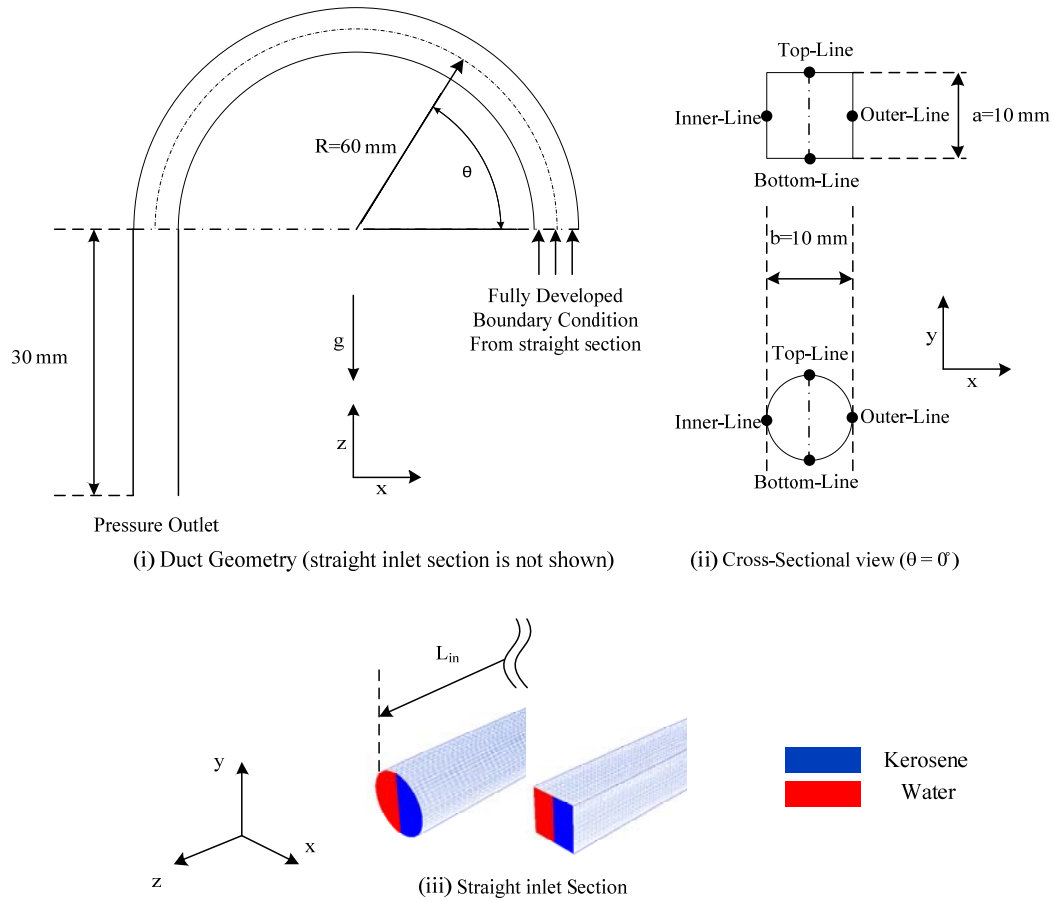 R=60 mm
θ
30 mm
g
z
x
Fully Developed
Boundary Condition
From straight section
Pressure Outlet
(i) Duct Geometry (straight inlet section is not shown)
Top-Line
Inner-Line
Outer-Line
a=10 mm
Bottom-Line
b=10 mm
Top-Line
Inner-Line
Outer-Line
Bottom-Line
y
x
(ii) Cross-Sectional view (θ = 0°)
Lin
y
x
z
Kerosene
Water
(iii) Straight inlet Section